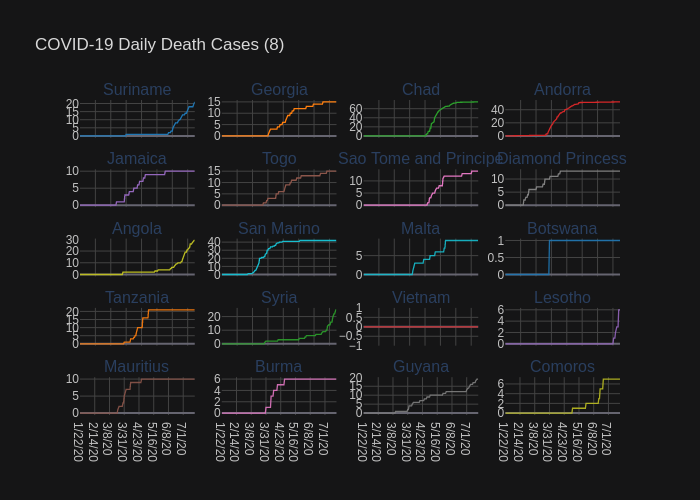 COVID-19 Daily Death Cases (8)
Suriname Georgia Chad Andorra
20 15 10 5 0
15 10 5 0
60 40 20 0
40 20 0
Jamaica Togo Sao Tome and Principe Diamond Princess
10 5 0
15 10 5 0
10 5 0
10 5 0
Angola San Marino Malta Botswana
30 20 10 0
40 30 20 10 0
5 0
1 0.5 0
Tanzania Syria Vietnam Lesotho
20 15 10 5 0
20 10 0
1 0.5 0 −0.5 −1
6 4 2 0
Mauritius Burma Guyana Comoros
10 5 0
6 4 2 0
20 15 10 5 0
6 4 2 0
1/22/20 2/14/20 3/8/20 3/31/20 4/23/20 5/16/20 6/8/20 7/1/20
1/22/20 2/14/20 3/8/20 3/31/20 4/23/20 5/16/20 6/8/20 7/1/20
1/22/20 2/14/20 3/8/20 3/31/20 4/23/20 5/16/20 6/8/20 7/1/20
1/22/20 2/14/20 3/8/20 3/31/20 4/23/20 5/16/20 6/8/20 7/1/20